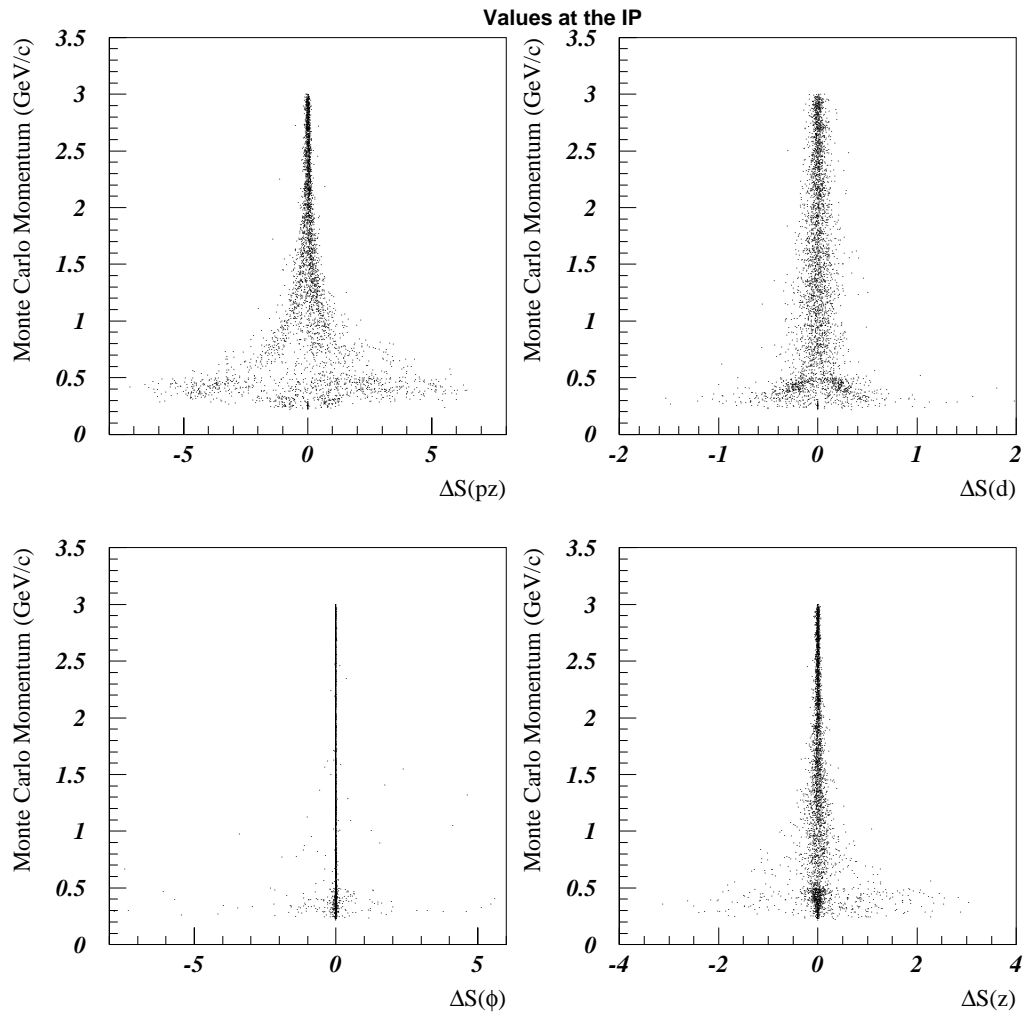 Values at the IP
Monte Carlo Momentum (GeV/c)
3.5
3
2.5
2
1.5
1
0.5
0
-5 0 5
ΔS(pz)
Monte Carlo Momentum (GeV/c)
3.5
3
2.5
2
1.5
1
0.5
0
-2 -1 0 1 2
ΔS(d)
Monte Carlo Momentum (GeV/c)
3.5
3
2.5
2
1.5
1
0.5
0
-5 0 5
ΔS(ϕ)
Monte Carlo Momentum (GeV/c)
3.5
3
2.5
2
1.5
1
0.5
0
-4 -2 0 2 4
ΔS(z)